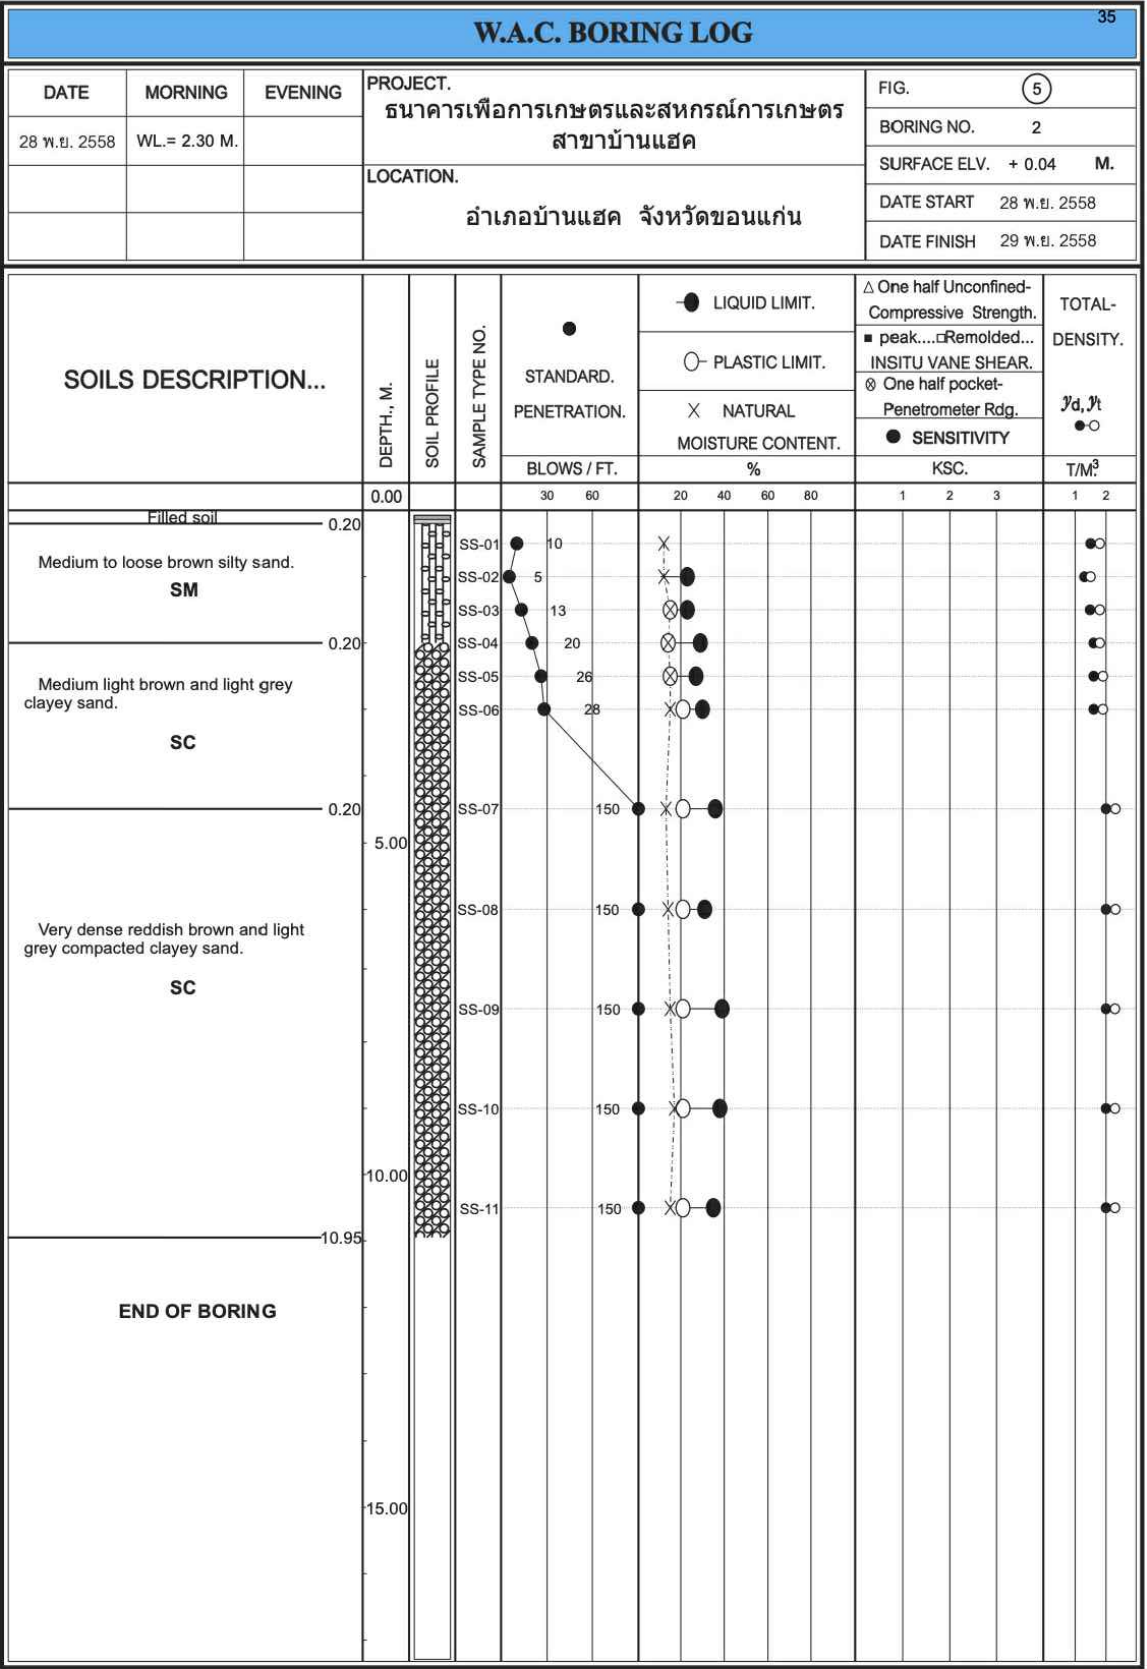 35
W.A.C. BORING LOG
DATE MORNING EVENING
28 พ.ย. 2558 WL.= 2.30 M.
PROJECT.
ธนาคารเพื่อการเกษตรและสหกรณ์การเกษตร
สาขาบ้านแฮค
LOCATION.
อำเภอบ้านแฮค จังหวัดขอนแก่น
FIG. 5
BORING NO. 2
SURFACE ELV. + 0.04 M.
DATE START 28 พ.ย. 2558
DATE FINISH 29 พ.ย. 2558
SOILS DESCRIPTION...
DEPTH., M.
SOIL PROFILE
SAMPLE TYPE NO.
STANDARD.
PENETRATION.
BLOWS / FT.
LIQUID LIMIT.
PLASTIC LIMIT.
NATURAL
MOISTURE CONTENT.
%
△ One half Unconfined-
Compressive Strength.
■ peak....□Remolded...
INSITU VANE SHEAR.
⊗ One half pocket-
Penetrometer Rdg.
● SENSITIVITY
KSC.
TOTAL-
DENSITY.
γd, γt
T/M.3
0.00 30 60 20 40 60 80 1 2 3 1 2
Filled soil 0.20
SS-01 10
Medium to loose brown silty sand.
SS-02 5
SM
SS-03 13
0.20 SS-04 20
SS-05 26
Medium light brown and light grey
clayey sand.
SS-06 28
SC
0.20 SS-07 150
5.00
SS-08 150
Very dense reddish brown and light
grey compacted clayey sand.
SC
SS-09 150
SS-10 150
10.00
SS-11 150
10.95
END OF BORING
15.00